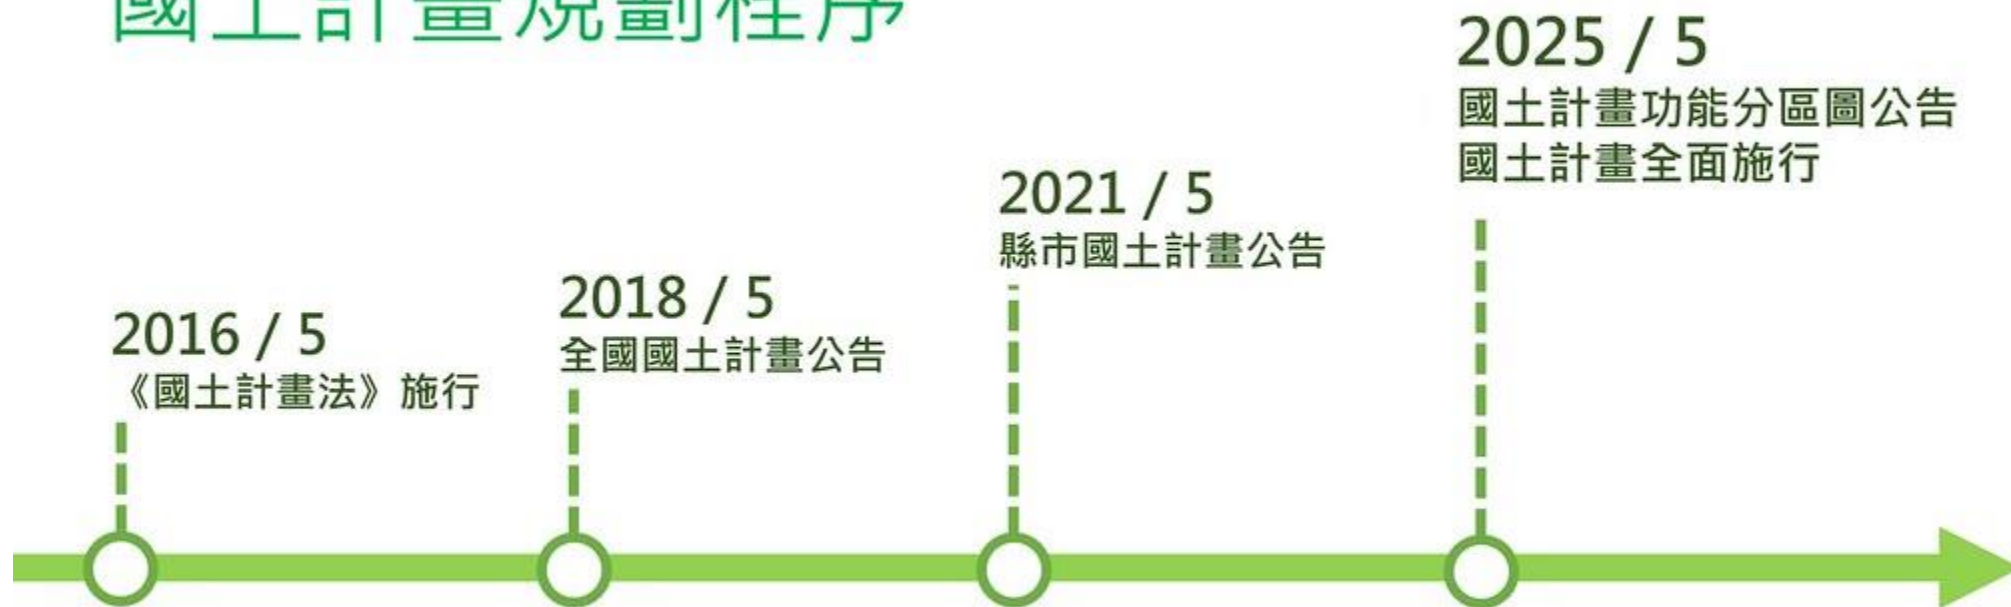 國土計畫規劃程序
2016 / 5
《國土計畫法》施行
2018 / 5
全國國土計畫公告
2021 / 5
縣市國土計畫公告
2025 / 5
國土計畫功能分區圖公告
國土計畫全面施行